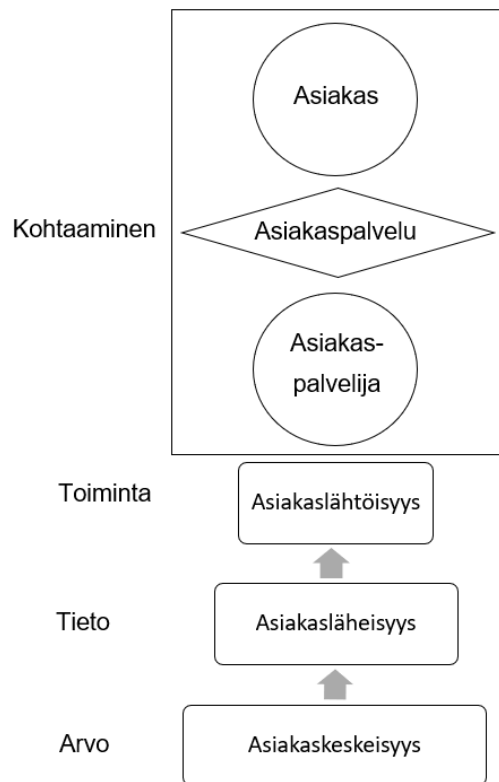 Asiakas
Kohtaaminen
Asiakaspalvelu
Asiakas-
palvelija
Toiminta
Asiakaslähtöisyys
Tieto
Asiakasläheisyys
Arvo
Asiakaskeskeisyys